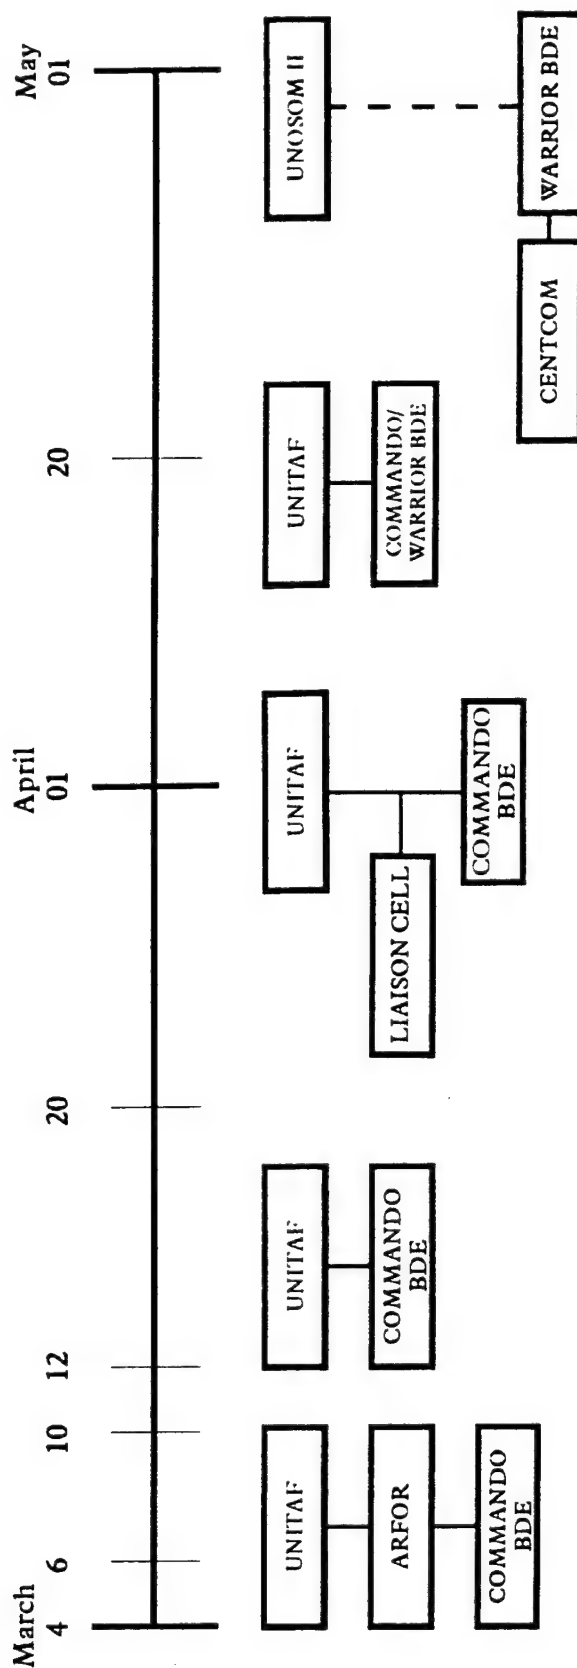 March
April
May
4
6
10
12
20
01
20
01
UNITAF
ARFOR
COMMANDO
BDE
UNITAF
COMMANDO
BDE
UNITAF
LIAISON CELL
COMMANDO
BDE
UNITAF
COMMANDO/
WARRIOR BDE
UNOSOM II
CENTCOM
WARRIOR BDE